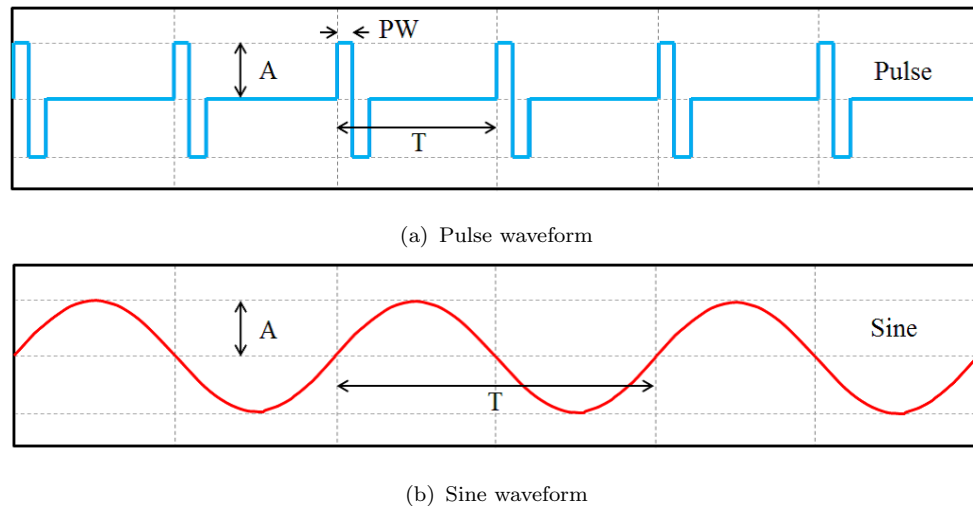 PW
A
Pulse
T
(a) Pulse waveform
A
Sine
T
(b) Sine waveform